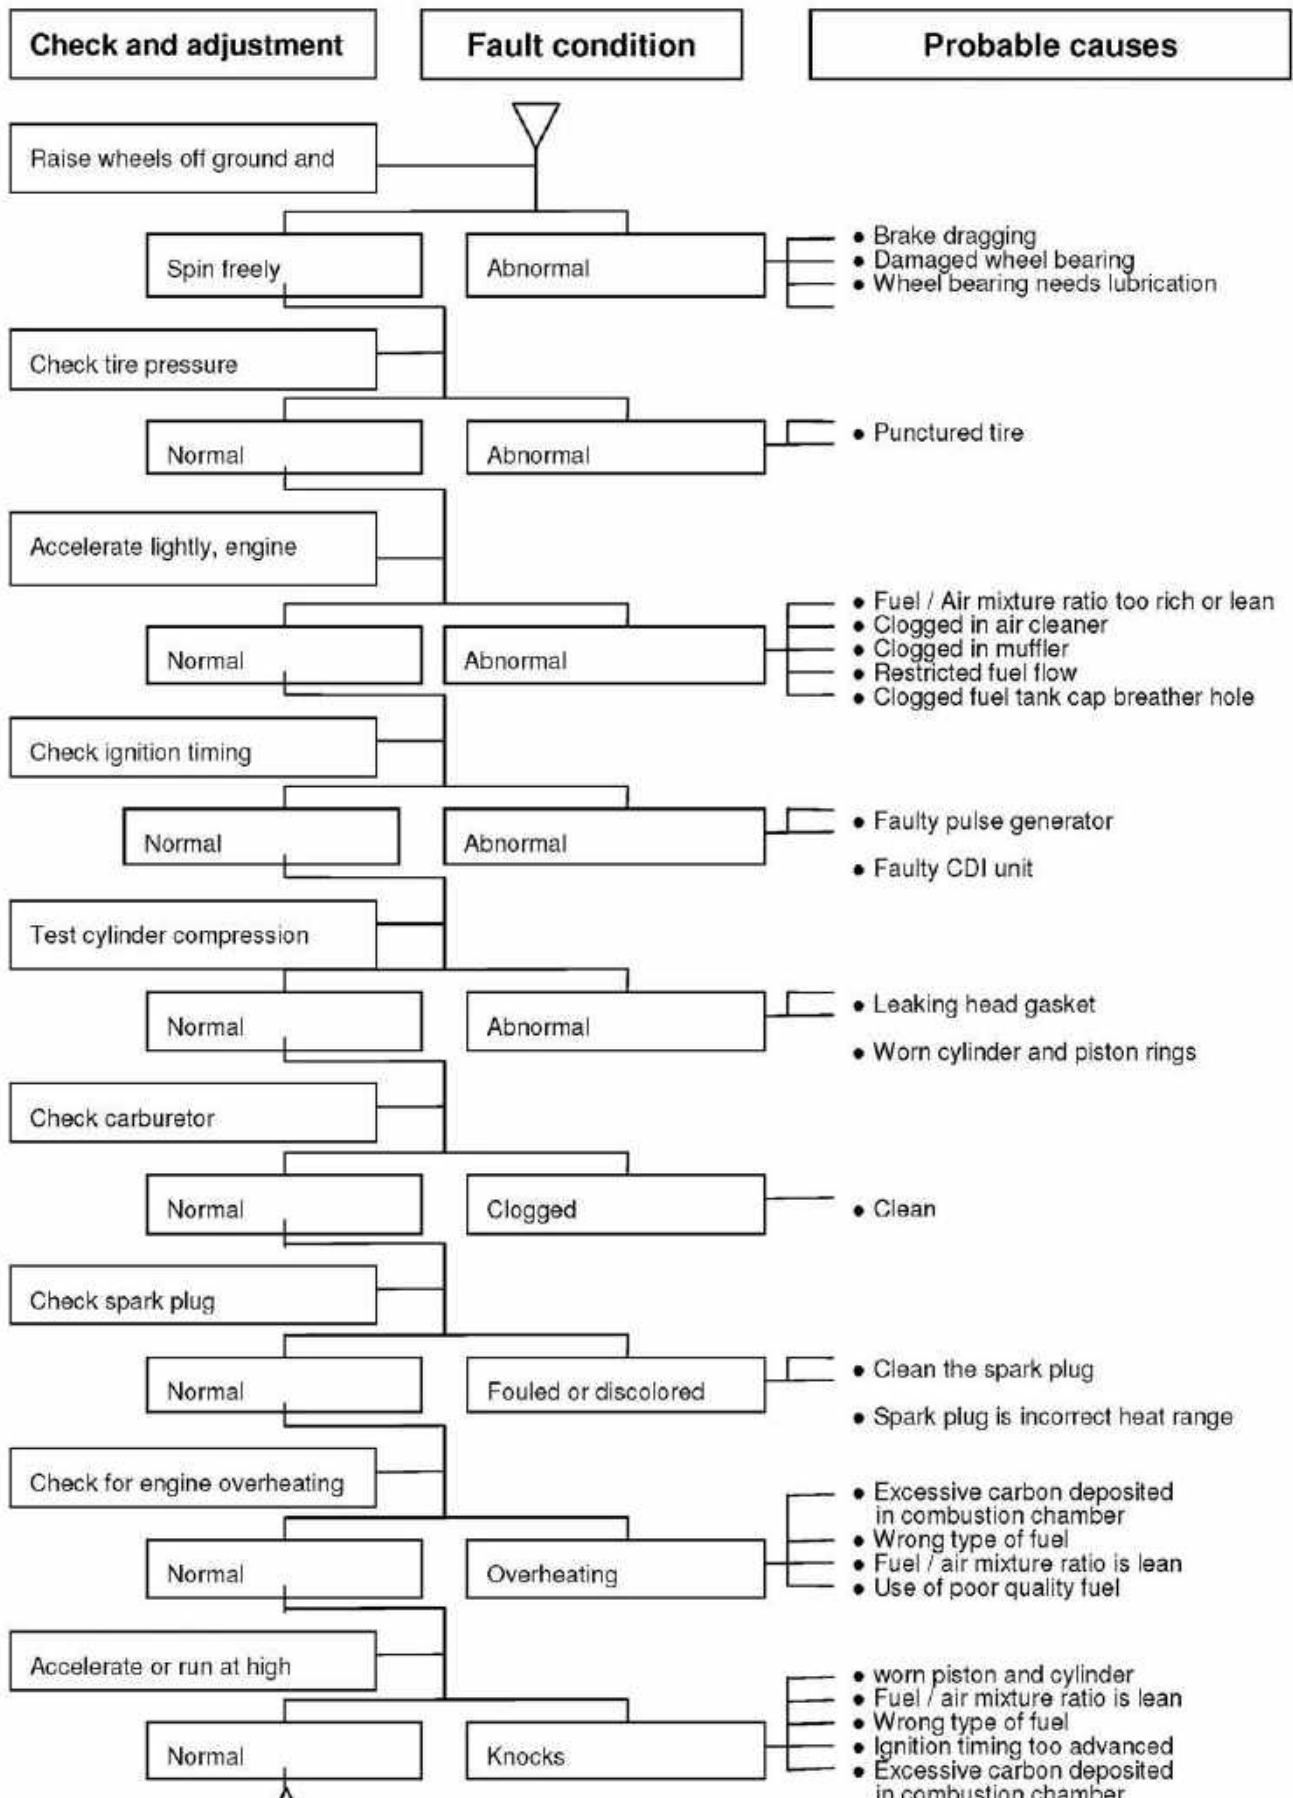 Check and adjustment
Fault condition
Probable causes
Raise wheels off ground and
Spin freely
Abnormal
● Brake dragging
● Damaged wheel bearing
● Wheel bearing needs lubrication
Check tire pressure
Normal
Abnormal
● Punctured tire
Accelerate lightly, engine
Normal
Abnormal
● Fuel / Air mixture ratio too rich or lean
● Clogged in air cleaner
● Clogged in muffler
● Restricted fuel flow
● Clogged fuel tank cap breather hole
Check ignition timing
Normal
Abnormal
● Faulty pulse generator
● Faulty CDI unit
Test cylinder compression
Normal
Abnormal
● Leaking head gasket
● Worn cylinder and piston rings
Check carburetor
Normal
Clogged
● Clean
Check spark plug
Normal
Fouled or discolored
● Clean the spark plug
● Spark plug is incorrect heat range
Check for engine overheating
Normal
Overheating
● Excessive carbon deposited
in combustion chamber
● Wrong type of fuel
● Fuel / air mixture ratio is lean
● Use of poor quality fuel
Accelerate or run at high
Normal
Knocks
● worn piston and cylinder
● Fuel / air mixture ratio is lean
● Wrong type of fuel
● Ignition timing too advanced
● Excessive carbon deposited
in combustion chamber